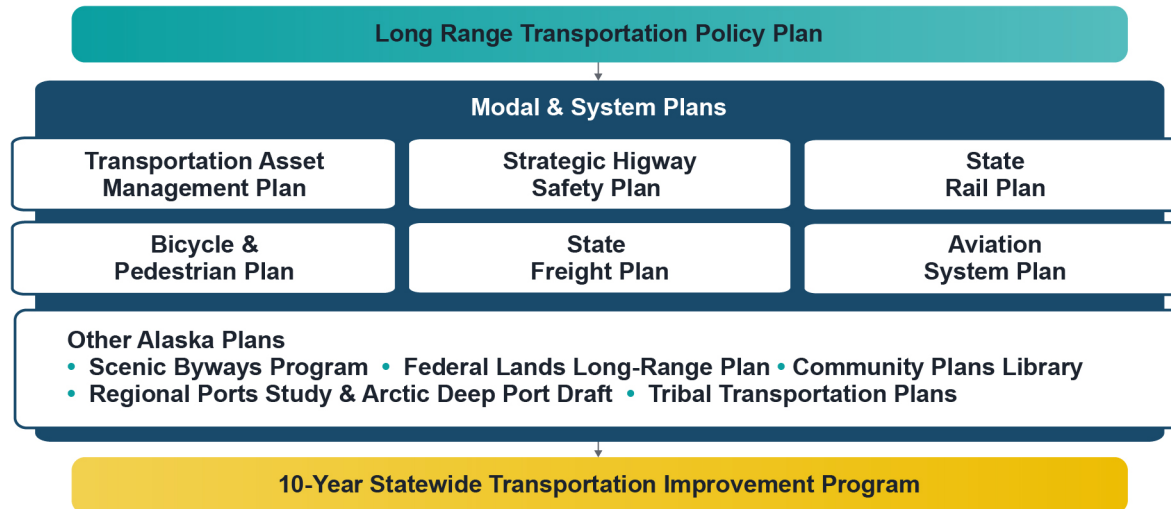 Long Range Transportation Policy Plan
Modal & System Plans
Transportation Asset
Management Plan
Strategic Higway
Safety Plan
State
Rail Plan
Bicycle &
Pedestrian Plan
State
Freight Plan
Aviation
System Plan
Other Alaska Plans
• Scenic Byways Program • Federal Lands Long-Range Plan • Community Plans Library
• Regional Ports Study & Arctic Deep Port Draft • Tribal Transportation Plans
10-Year Statewide Transportation Improvement Program